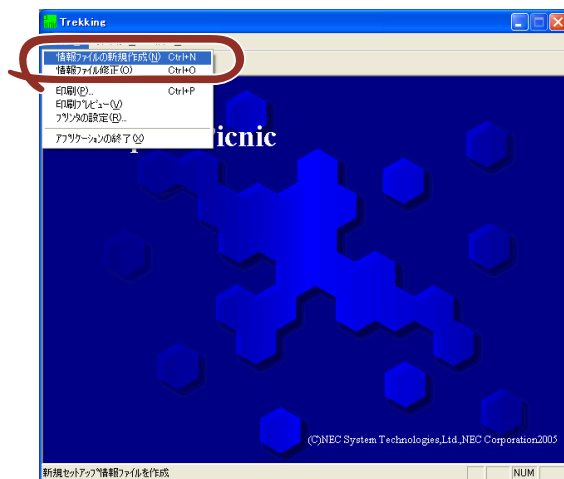 Trekking
情報ファイルの新規作成(N) Ctrl+N
情報ファイル修正(O) Ctrl+O
印刷(P)... Ctrl+P
印刷プレビュー(V)
プリンタの設定(R)...
アプリケーションの終了(X)
icnic
(C)NEC System Technologies,Ltd.,NEC Corporation2005
新規セットアップ情報ファイルを作成
NUM